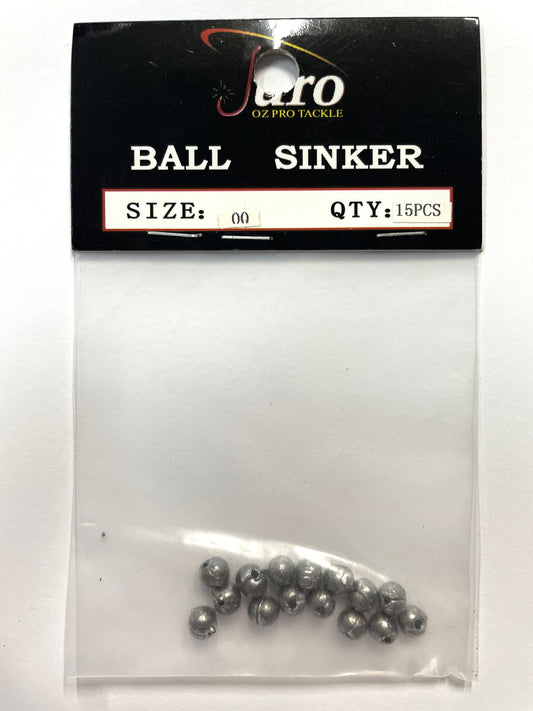 Juro
OZ PRO TACKLE
BALL SINKER
SIZE: 00 QTY: 15PCS